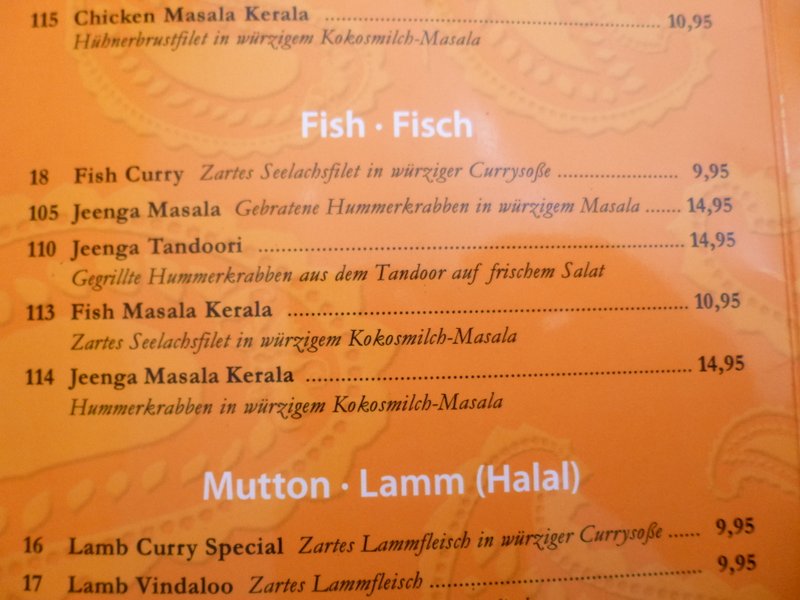 115 Chicken Masala Kerala ........ 10,95
Hühnerbrustfilet in würzigem Kokosmilch-Masala
Fish · Fisch
18 Fish Curry Zartes Seelachsfilet in würziger Currysoße ........ 9,95
105 Jeenga Masala Gebratene Hummerkrabben in würzigem Masala ....... 14,95
110 Jeenga Tandoori ........ 14,95
Gegrillte Hummerkrabben aus dem Tandoor auf frischem Salat
113 Fish Masala Kerala ........ 10,95
Zartes Seelachsfilet in würzigem Kokosmilch-Masala
114 Jeenga Masala Kerala ........ 14,95
Hummerkrabben in würzigem Kokosmilch-Masala
Mutton · Lamm (Halal)
16 Lamb Curry Special Zartes Lammfleisch in würziger Currysoße ...... 9,95
17 Lamb Vindaloo Zartes Lammfleisch ........ 9,95